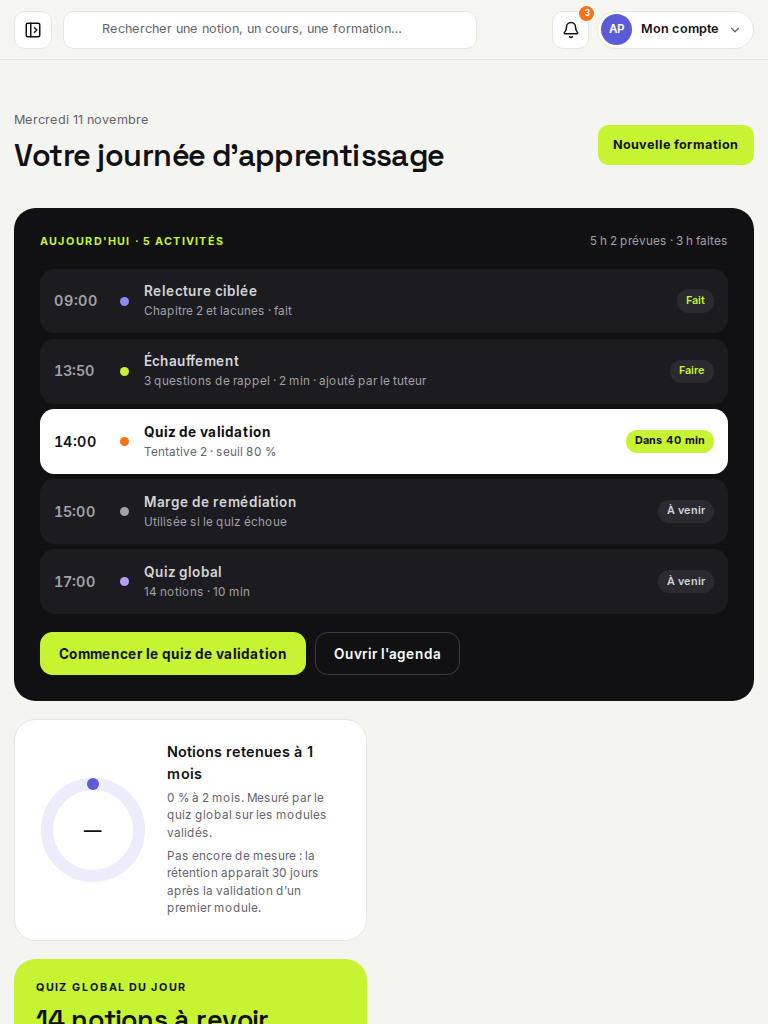 Rechercher une notion, un cours, une formation…
3
AP
Mon compte
Mercredi 11 novembre
Votre journée d’apprentissage
Nouvelle formation
AUJOURD'HUI · 5 ACTIVITÉS
5 h 2 prévues · 3 h faites
09:00
Relecture ciblée
Chapitre 2 et lacunes · fait
Fait
13:50
Échauffement
3 questions de rappel · 2 min · ajouté par le tuteur
Faire
14:00
Quiz de validation
Tentative 2 · seuil 80 %
Dans 40 min
15:00
Marge de remédiation
Utilisée si le quiz échoue
À venir
17:00
Quiz global
14 notions · 10 min
À venir
Commencer le quiz de validation
Ouvrir l'agenda
—
Notions retenues à 1
mois
0 % à 2 mois. Mesuré par le
quiz global sur les modules
validés.
Pas encore de mesure : la
rétention apparaît 30 jours
après la validation d'un
premier module.
QUIZ GLOBAL DU JOUR
14 notions à revoir